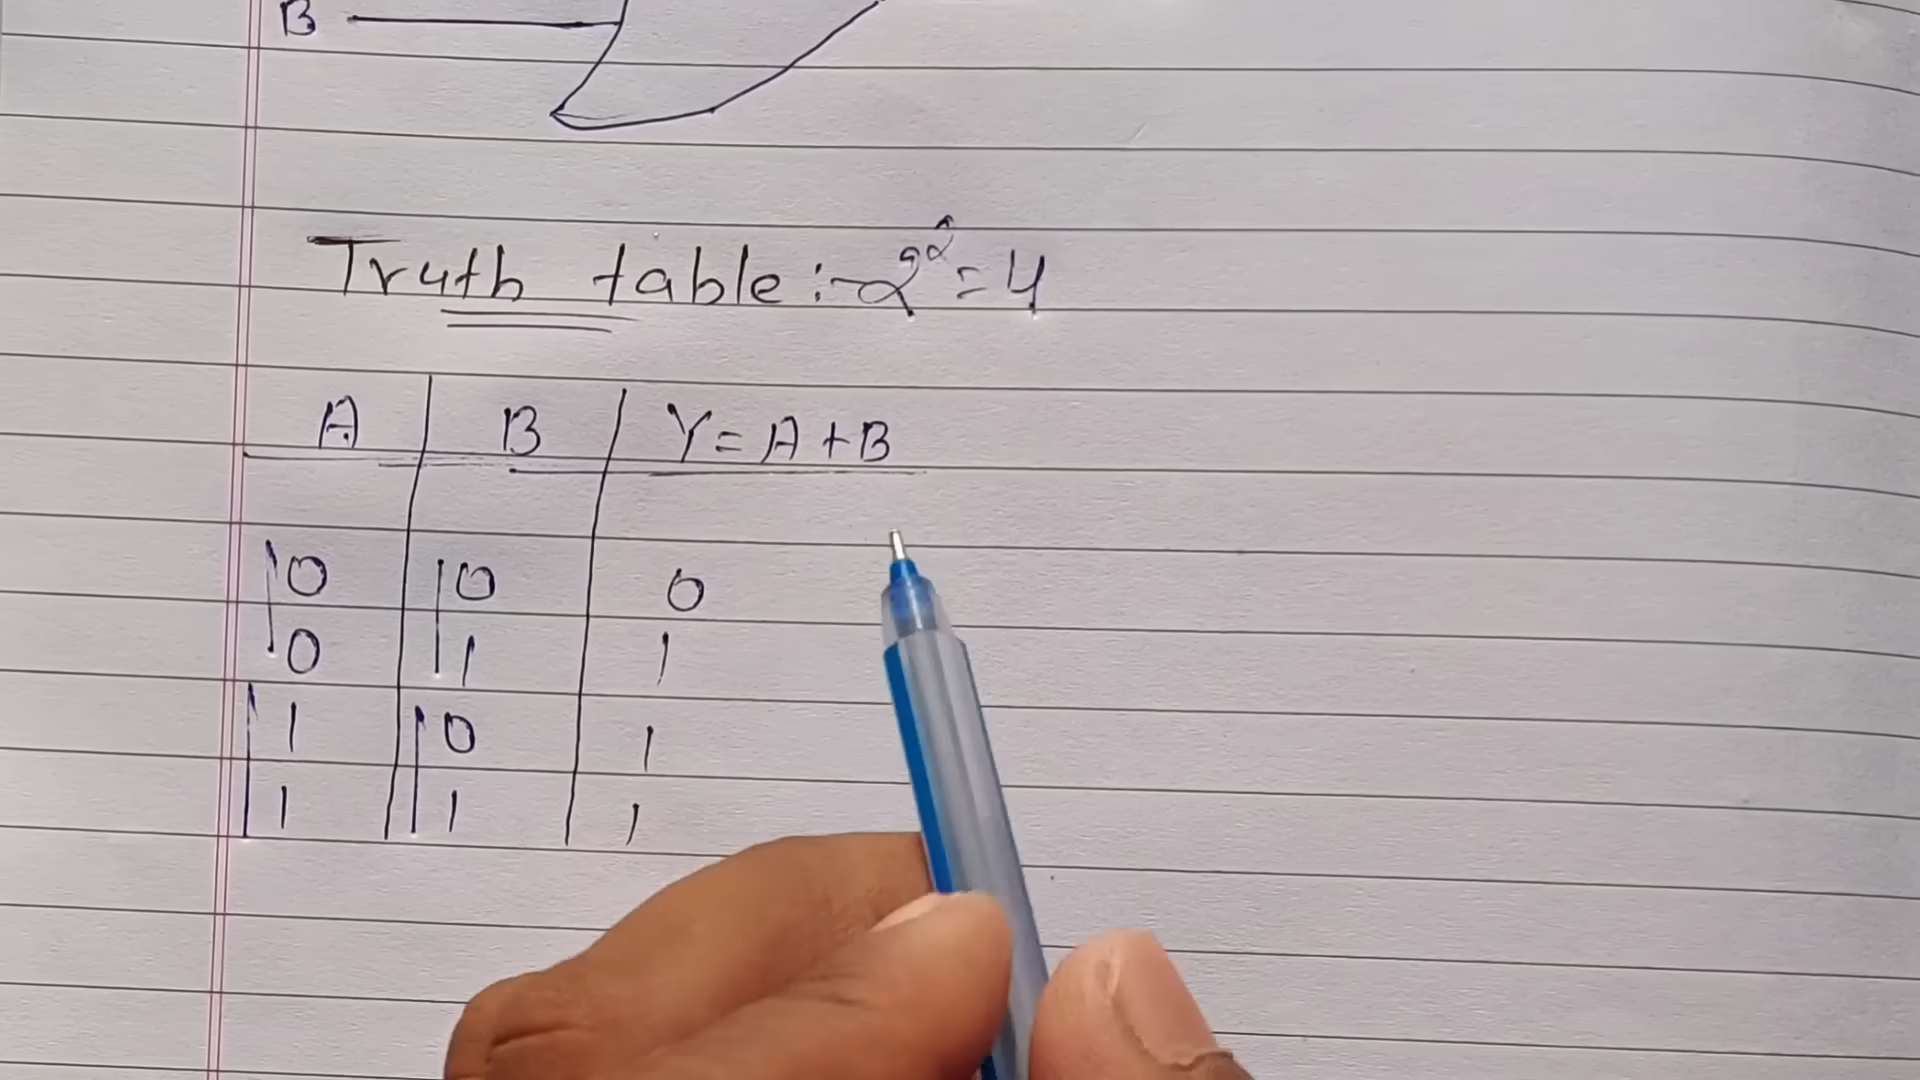 B
Truth table:- 2² = 4
A B Y = A + B
0 0 0
0 1 1
1 0 1
1 1 1